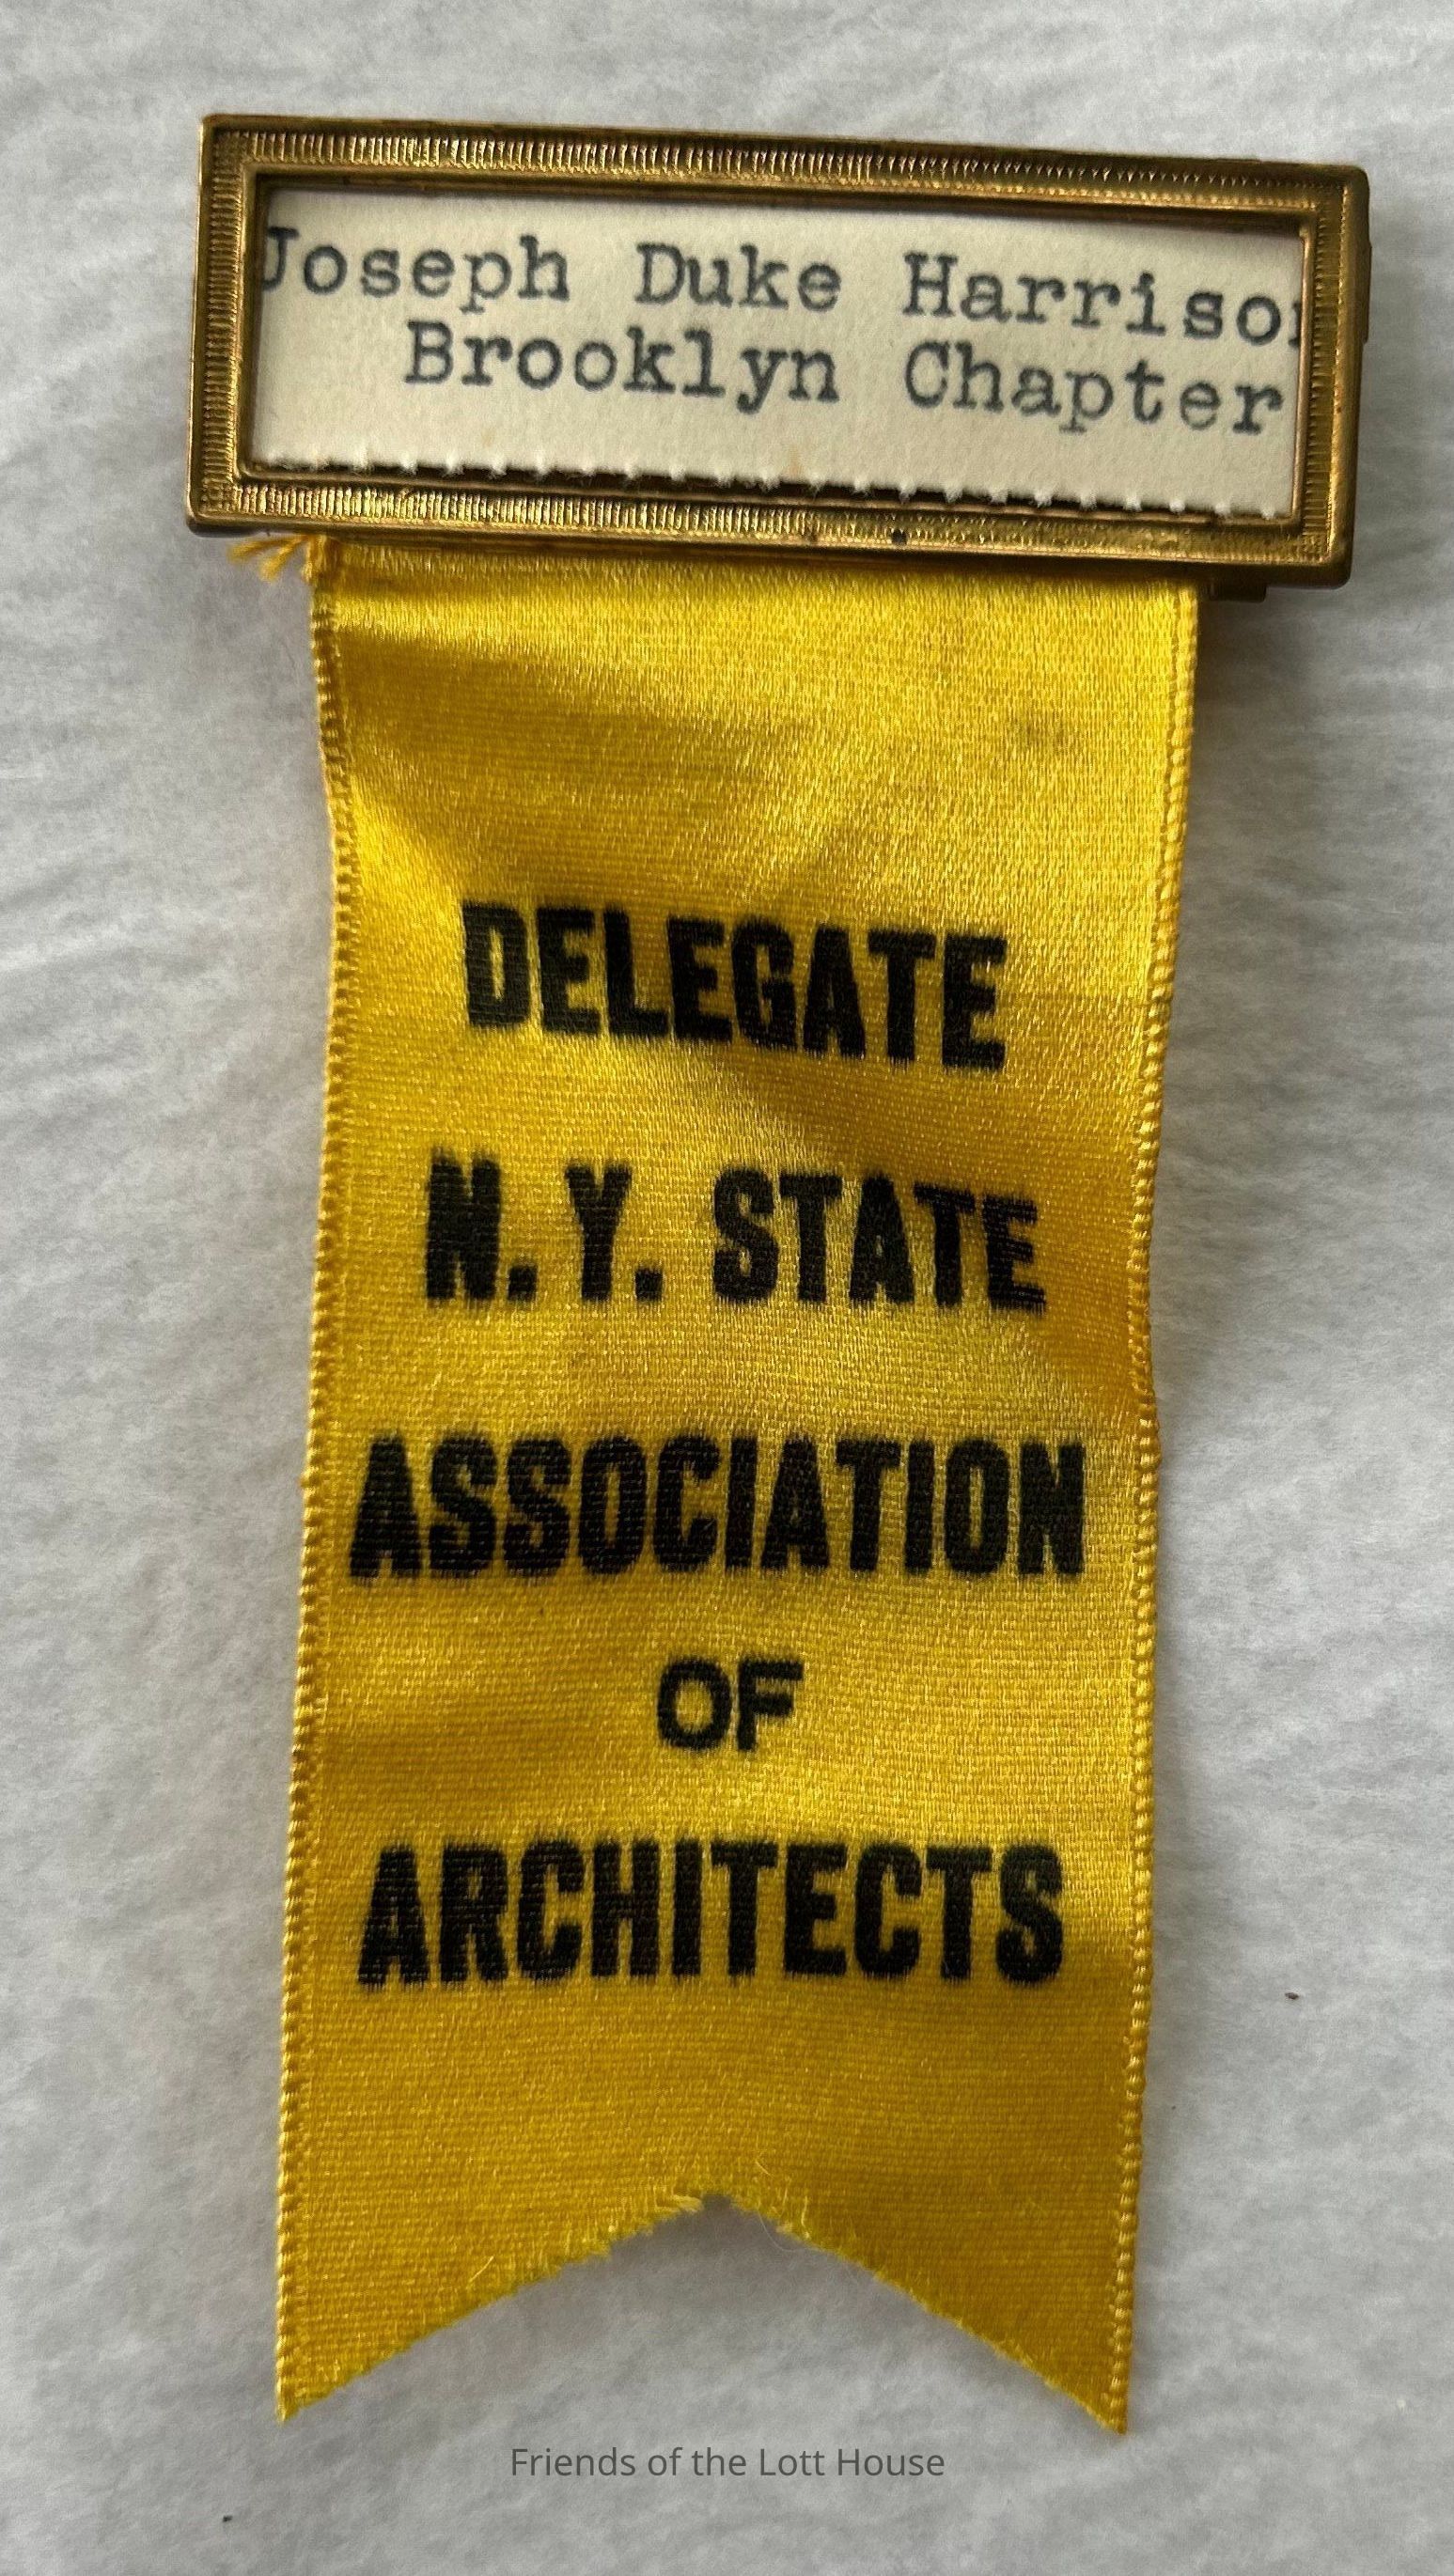 Joseph Duke Harrison
Brooklyn Chapter
DELEGATE
N.Y. STATE
ASSOCIATION
OF
ARCHITECTS
Friends of the Lott House